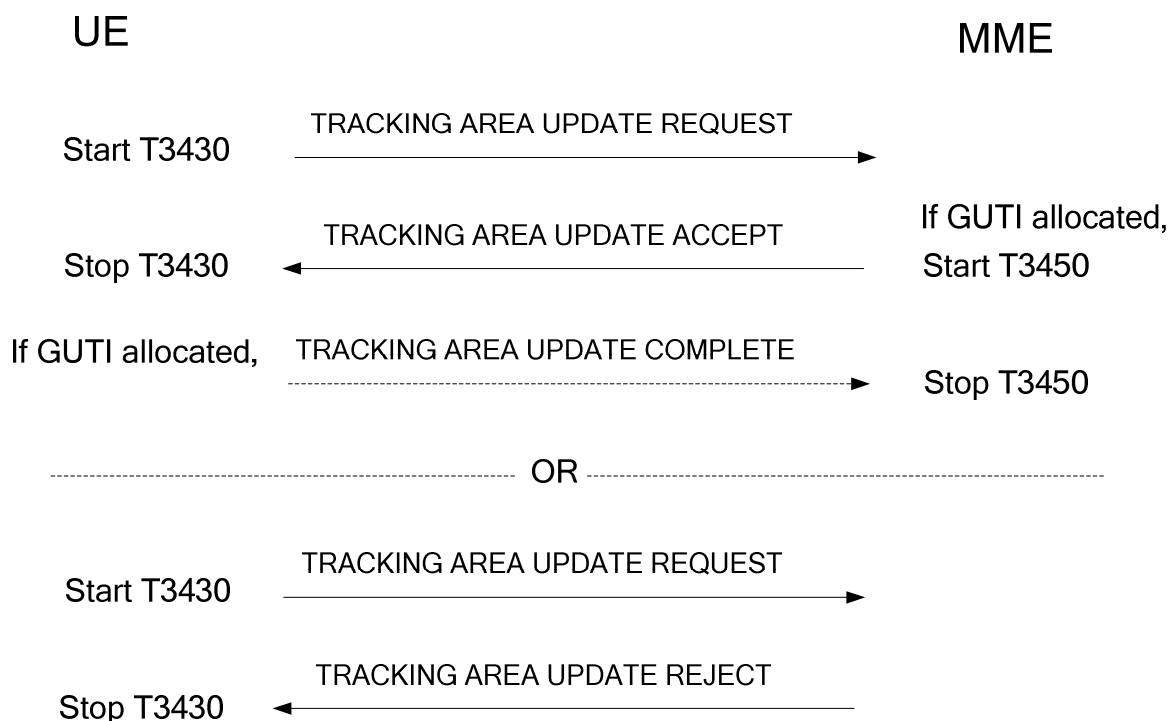 UE
MME
TRACKING AREA UPDATE REQUEST
Start T3430
If GUTI allocated,
TRACKING AREA UPDATE ACCEPT
Stop T3430
Start T3450
If GUTI allocated,
TRACKING AREA UPDATE COMPLETE
Stop T3450
OR
TRACKING AREA UPDATE REQUEST
Start T3430
TRACKING AREA UPDATE REJECT
Stop T3430